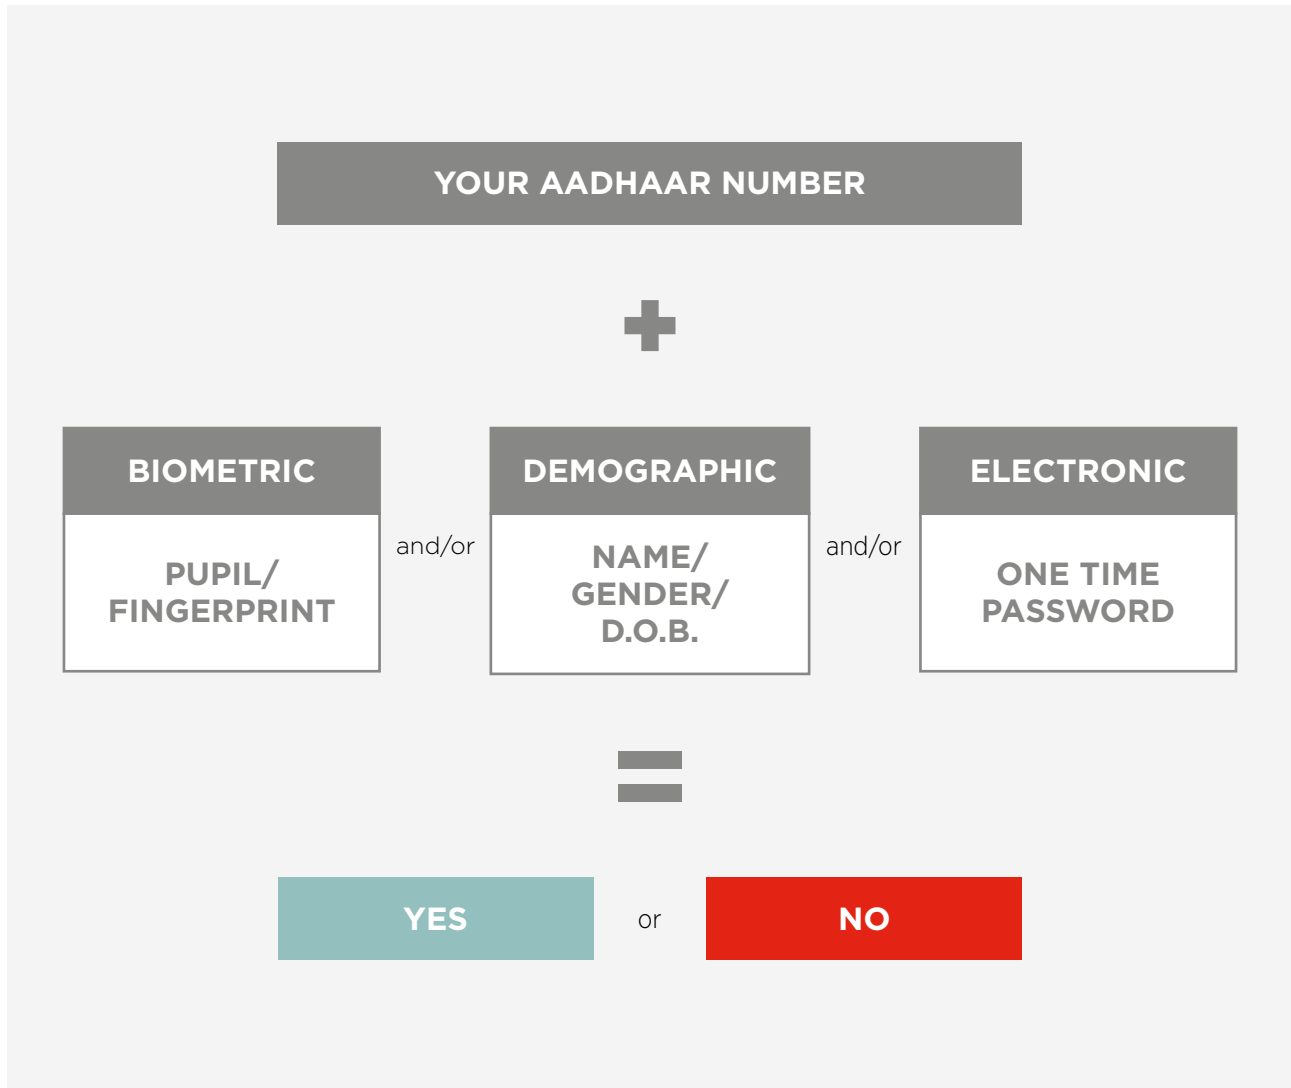 YOUR AADHAAR NUMBER
BIOMETRIC
PUPIL/
FINGERPRINT
and/or
DEMOGRAPHIC
NAME/
GENDER/
D.O.B.
and/or
ELECTRONIC
ONE TIME
PASSWORD
YES
or
NO